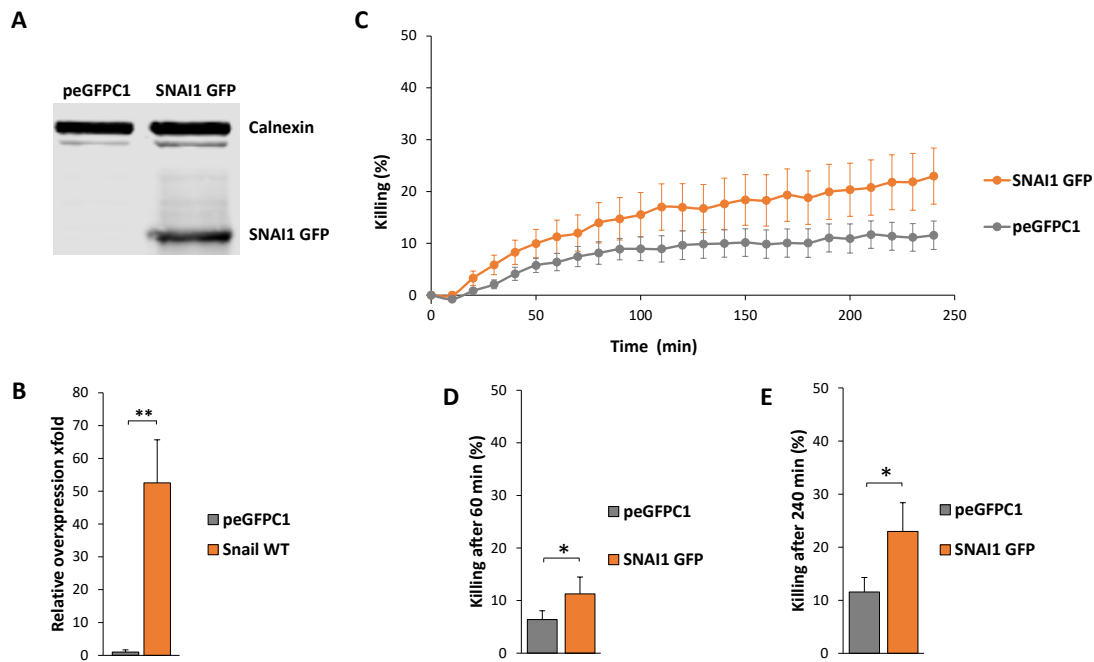 A
peGFPC1 SNAI1 GFP
Calnexin
SNAI1 GFP
C
50
40
30
20
10
0
Killing (%)
0 50 100 150 200 250
Time (min)
SNAI1 GFP
peGFPC1
B
80
70
60
50
40
30
20
10
0
Relative overxpression xfold
**
peGFPC1
Snail WT
D
50
40
30
20
10
0
Killing after 60 min (%)
*
peGFPC1
SNAI1 GFP
E
50
40
30
20
10
0
Killing after 240 min (%)
*
peGFPC1
SNAI1 GFP